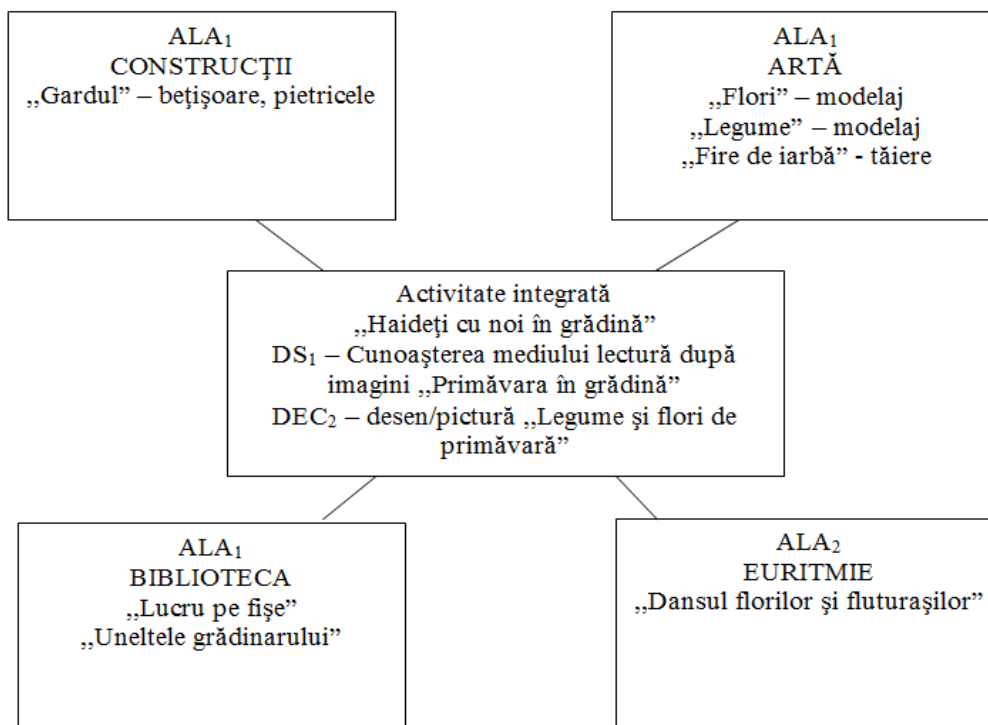 ALA₁
CONSTRUCŢII
,,Gardul” – beţişoare, pietricele
ALA₁
ARTĂ
,,Flori” – modelaj
,,Legume” – modelaj
,,Fire de iarbă” - tăiere
Activitate integrată
,,Haideţi cu noi în grădină”
DS₁ – Cunoaşterea mediului lectură după
imagini ,,Primăvara în grădină”
DEC₂ – desen/pictură ,,Legume şi flori de
primăvară”
ALA₁
BIBLIOTECA
,,Lucru pe fişe”
,,Uneltele grădinarului”
ALA₂
EURITMIE
,,Dansul florilor şi fluturaşilor”